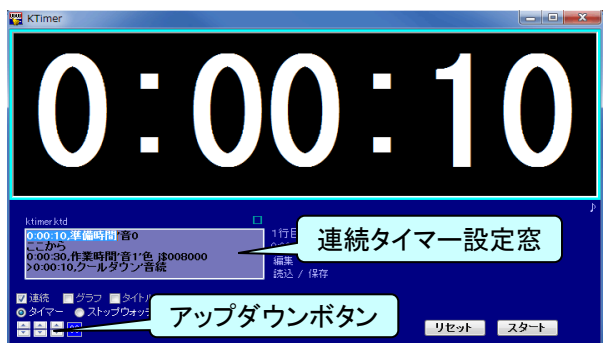 KTimer
0:00:10
ktimer.ktd
0:00:10,準備時間^音0
ここから
0:00:30,作業時間^音1^色 j$008000
>0:00:10,クールダウン^音続
1行目
連続タイマー設定窓
編集
読込 / 保存
連続 グラフ タイトル
タイマー ストップウォッチ
アップダウンボタン
リセット スタート